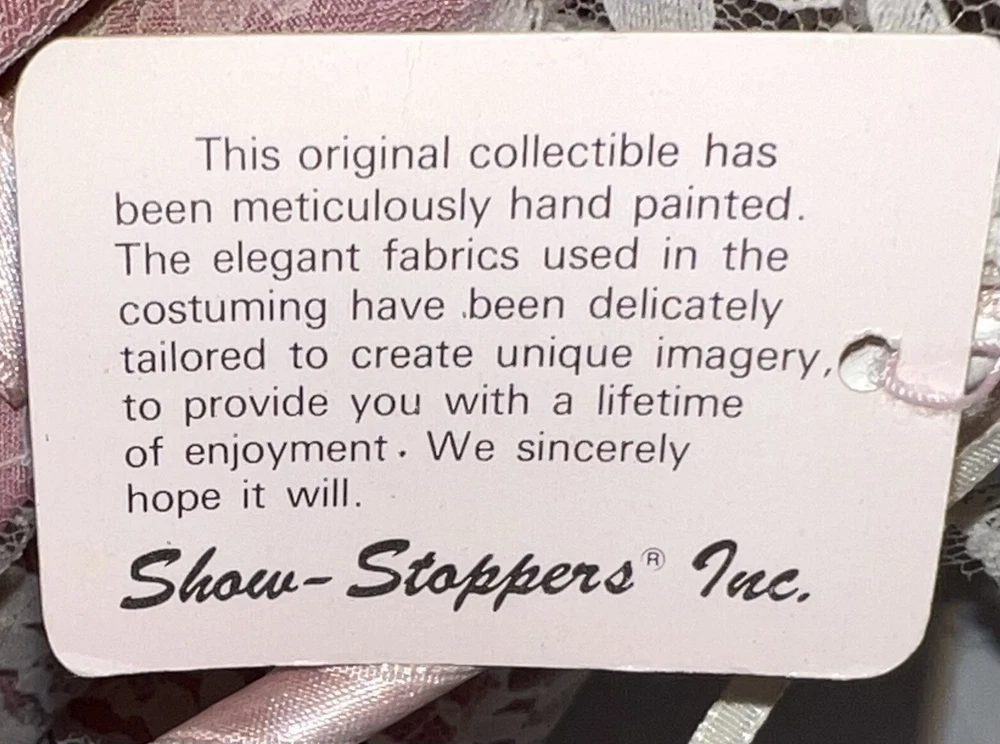 This original collectible has
been meticulously hand painted.
The elegant fabrics used in the
costuming have .been delicately
tailored to create unique imagery,
to provide you with a lifetime
of enjoyment. We sincerely
hope it will.
Show-Stoppers® Inc.